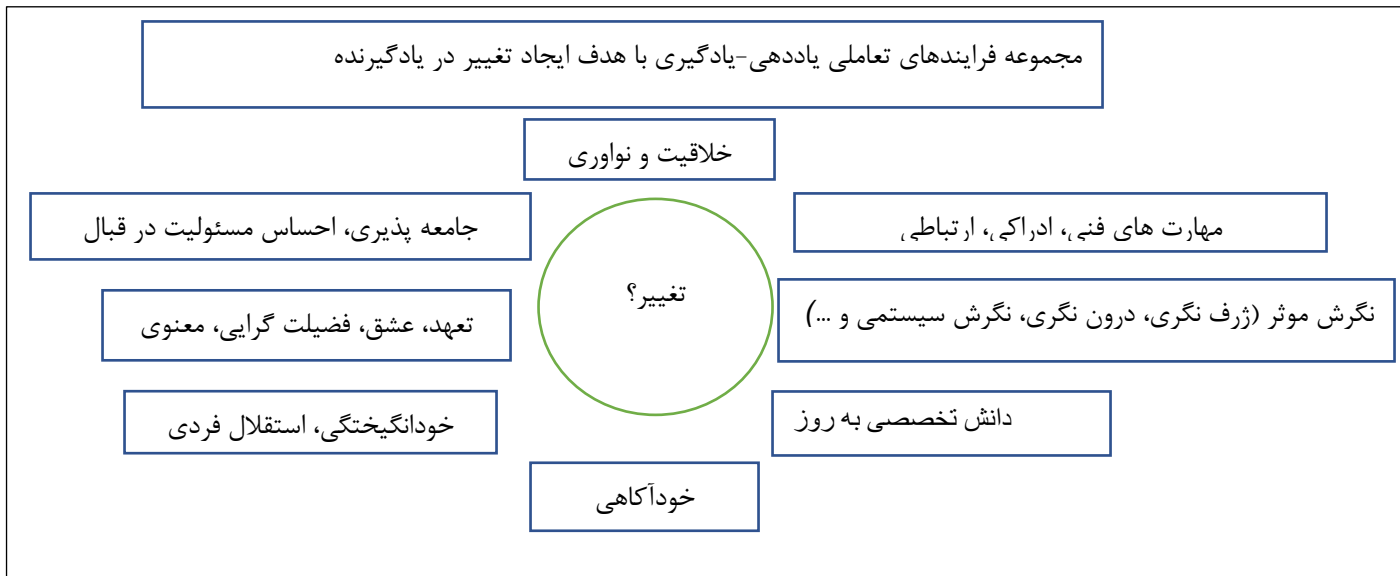 مجموعه فرایندهای تعاملی یاددهی-یادگیری با هدف ایجاد تغییر در یادگیرنده
خلاقیت و نواوری
مهارت های فنی، ادراکی، ارتباطی
جامعه پذیری، احساس مسئولیت در قبال
تغییر؟
نگرش موثر (ژرف نگری، درون نگری، نگرش سیستمی و ...)
تعهد، عشق، فضیلت گرایی، معنوی
دانش تخصصی به روز
خودانگیختگی، استقلال فردی
خودآکاهی